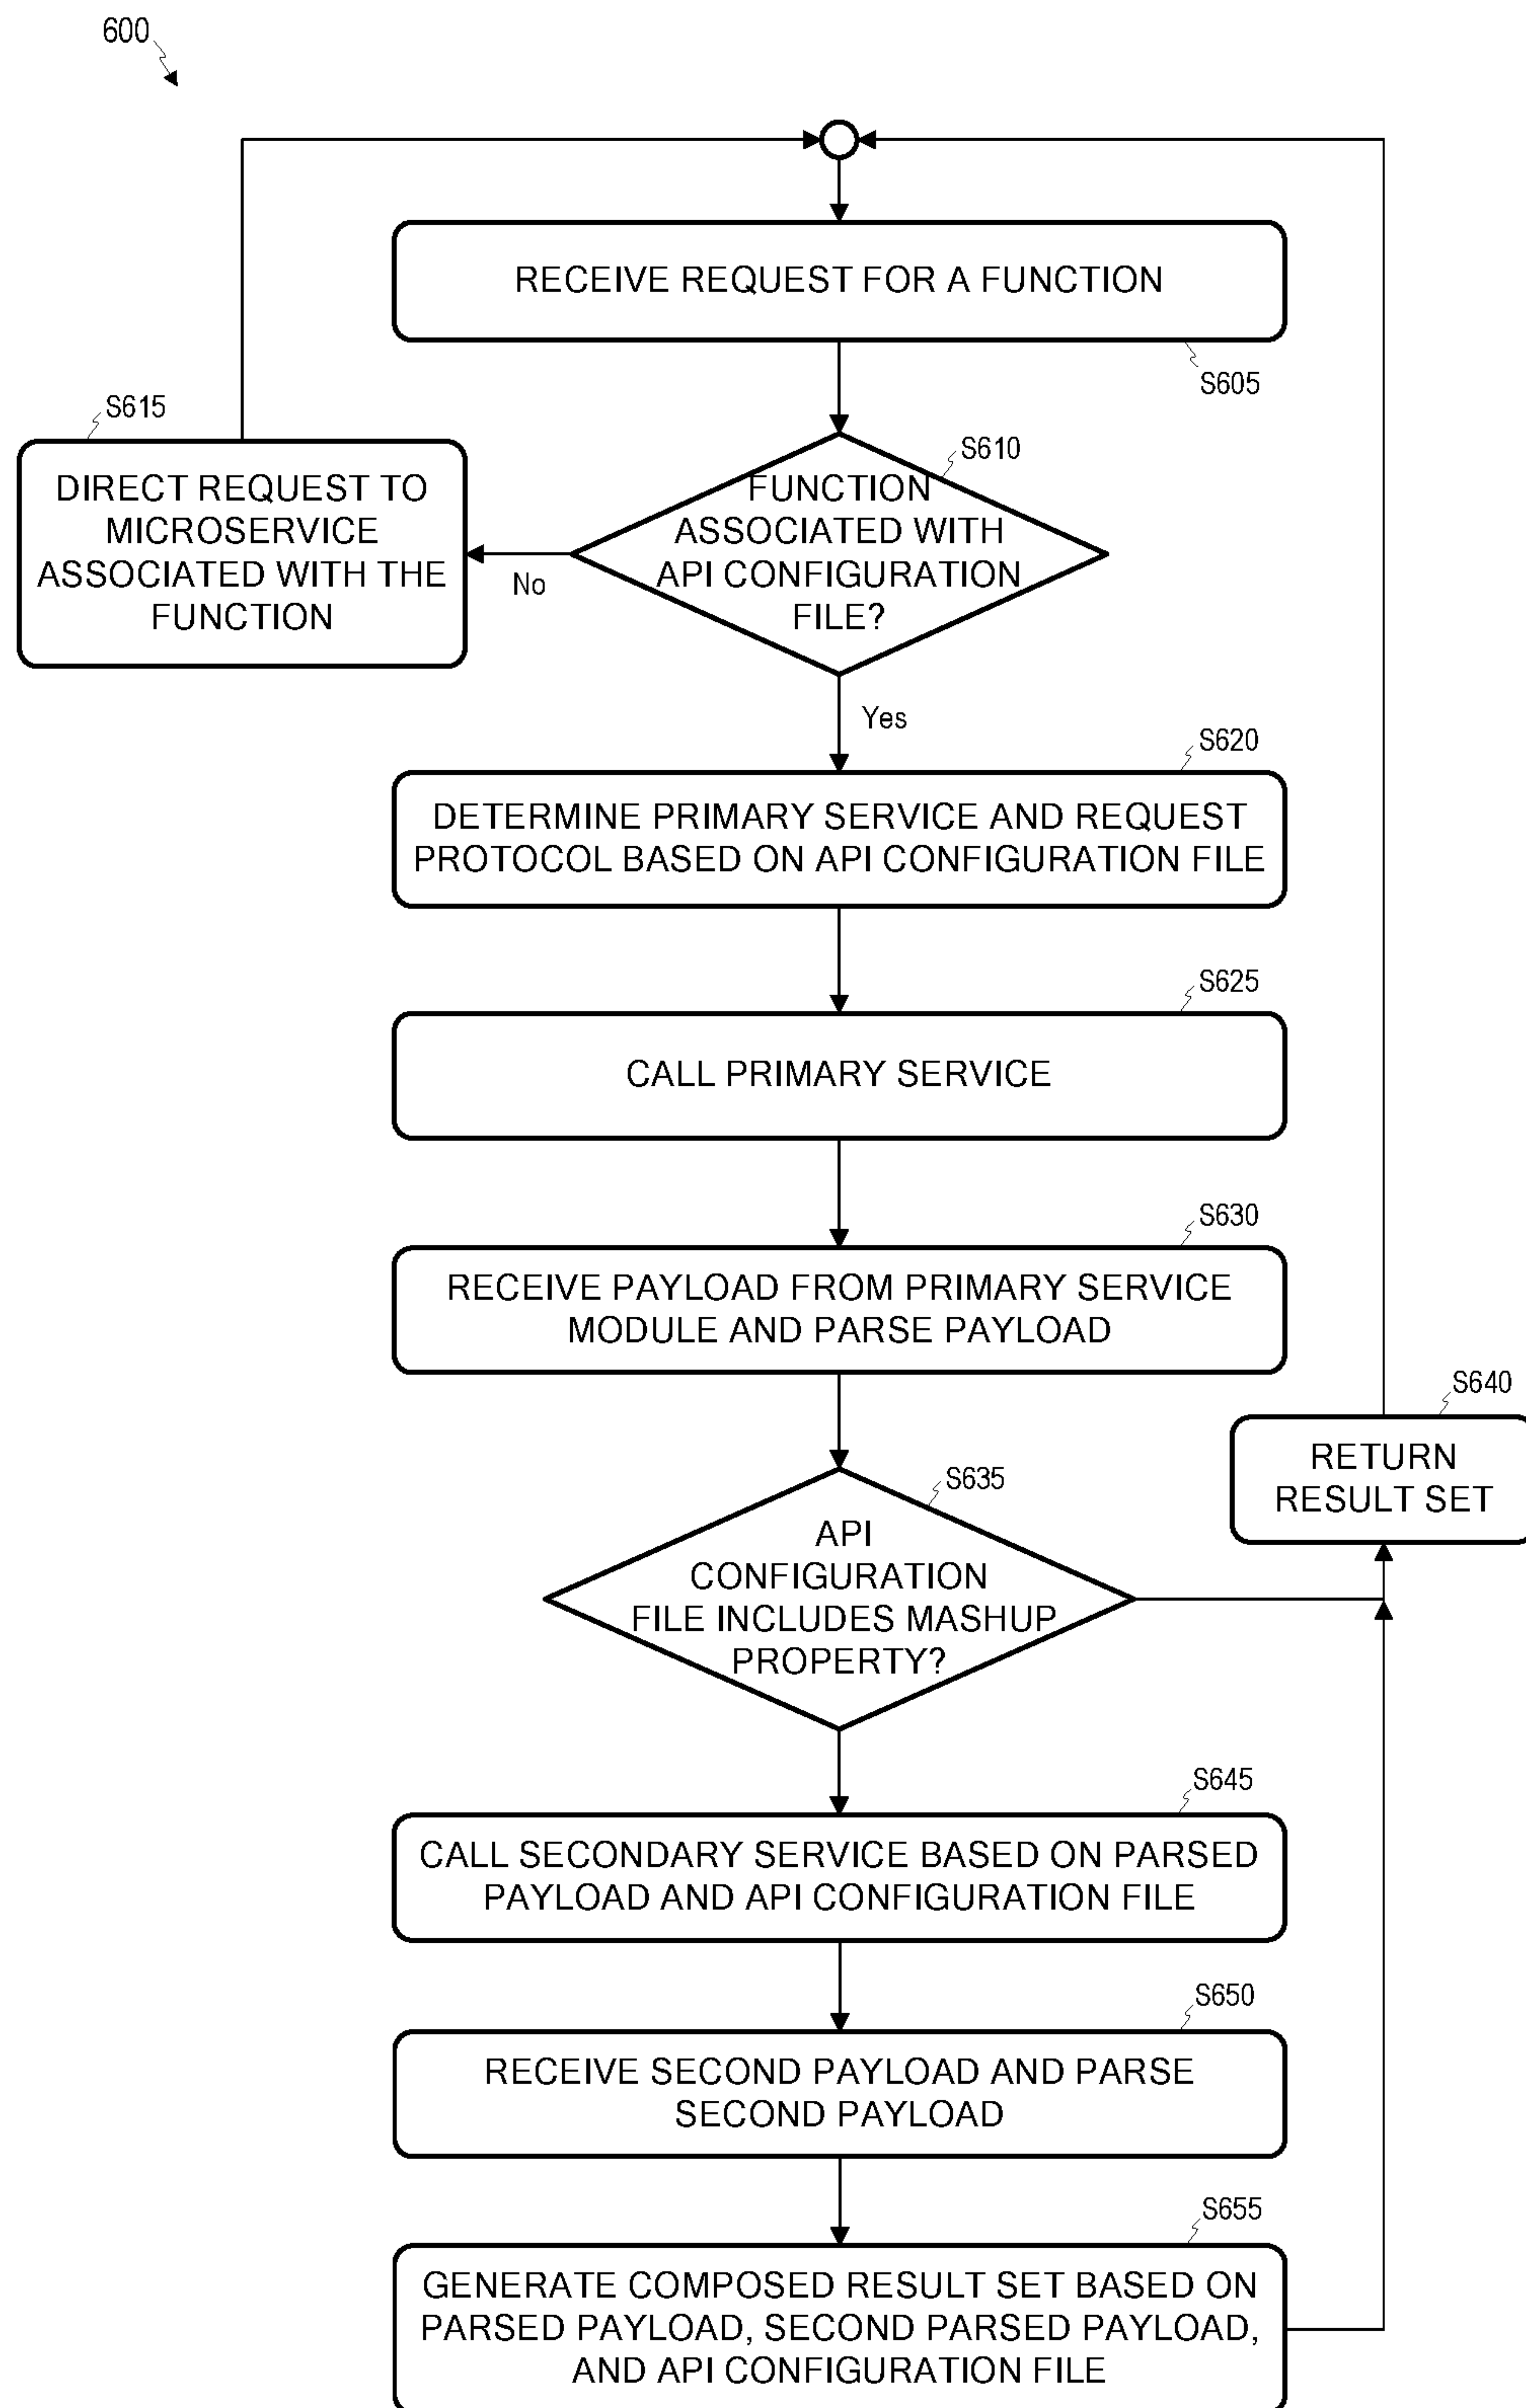 600
RECEIVE REQUEST FOR A FUNCTION
S605
S615
DIRECT REQUEST TO
MICROSERVICE
ASSOCIATED WITH THE
FUNCTION
S610
FUNCTION
ASSOCIATED WITH
API CONFIGURATION
FILE?
No
Yes
S620
DETERMINE PRIMARY SERVICE AND REQUEST
PROTOCOL BASED ON API CONFIGURATION FILE
S625
CALL PRIMARY SERVICE
S630
RECEIVE PAYLOAD FROM PRIMARY SERVICE
MODULE AND PARSE PAYLOAD
S640
RETURN
RESULT SET
S635
API
CONFIGURATION
FILE INCLUDES MASHUP
PROPERTY?
S645
CALL SECONDARY SERVICE BASED ON PARSED
PAYLOAD AND API CONFIGURATION FILE
S650
RECEIVE SECOND PAYLOAD AND PARSE
SECOND PAYLOAD
S655
GENERATE COMPOSED RESULT SET BASED ON
PARSED PAYLOAD, SECOND PARSED PAYLOAD,
AND API CONFIGURATION FILE